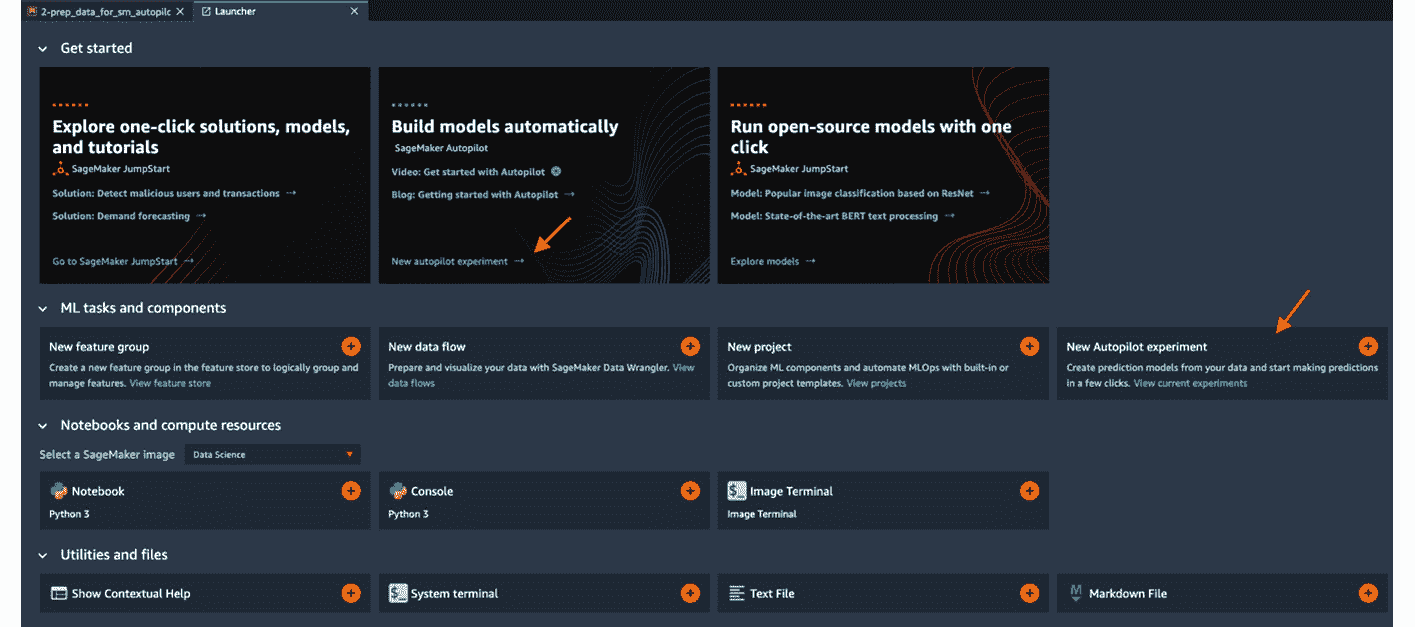 2-prep_data_for_sm_autopilc
Launcher
Get started
Explore one-click solutions, models,
and tutorials
SageMaker JumpStart
Solution: Detect malicious users and transactions
Solution: Demand forecasting
Go to SageMaker JumpStart
Build models automatically
SageMaker Autopilot
Video: Get started with Autopilot
Blog: Getting started with Autopilot
New autopilot experiment
Run open-source models with one
click
SageMaker JumpStart
Model: Popular image classification based on ResNet
Model: State-of-the-art BERT text processing
Explore models
ML tasks and components
New feature group
Create a new feature group in the feature store to logically group and
manage features. View feature store
New data flow
Prepare and visualize your data with SageMaker Data Wrangler. View
data flows
New project
Organize ML components and automate MLOps with built-in or
custom project templates. View projects
New Autopilot experiment
Create prediction models from your data and start making predictions
in a few clicks. View current experiments
Notebooks and compute resources
Select a SageMaker image
Data Science
Notebook
Python 3
Console
Python 3
$_
Image Terminal
Image Terminal
Utilities and files
Show Contextual Help
$_
System terminal
Text File
M
Markdown File